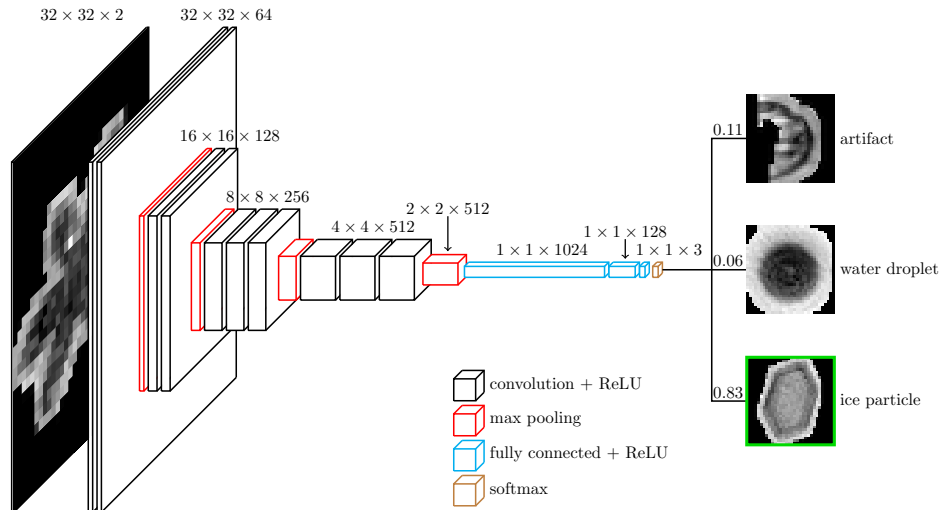 32 × 32 × 2
32 × 32 × 64
16 × 16 × 128
8 × 8 × 256
4 × 4 × 512
2 × 2 × 512
1 × 1 × 1024
1 × 1 × 128
1 × 1 × 3
0.11
artifact
0.06
water droplet
0.83
ice particle
convolution + ReLU
max pooling
fully connected + ReLU
softmax